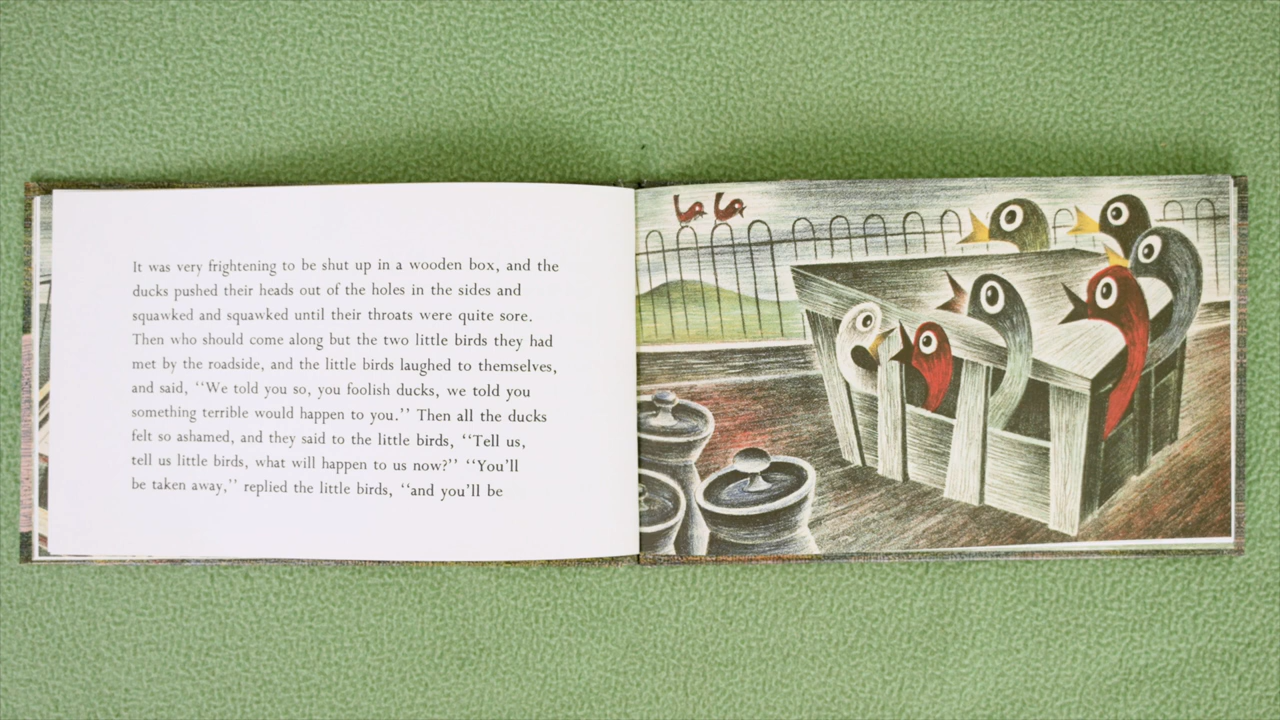 It was very frightening to be shut up in a wooden box, and the
ducks pushed their heads out of the holes in the sides and
squawked and squawked until their throats were quite sore.
Then who should come along but the two little birds they had
met by the roadside, and the little birds laughed to themselves,
and said, ‘‘We told you so, you foolish ducks, we told you
something terrible would happen to you.’’ Then all the ducks
felt so ashamed, and they said to the little birds, ‘‘Tell us,
tell us little birds, what will happen to us now?’’ ‘‘You’ll
be taken away,’’ replied the little birds, ‘‘and you’ll be